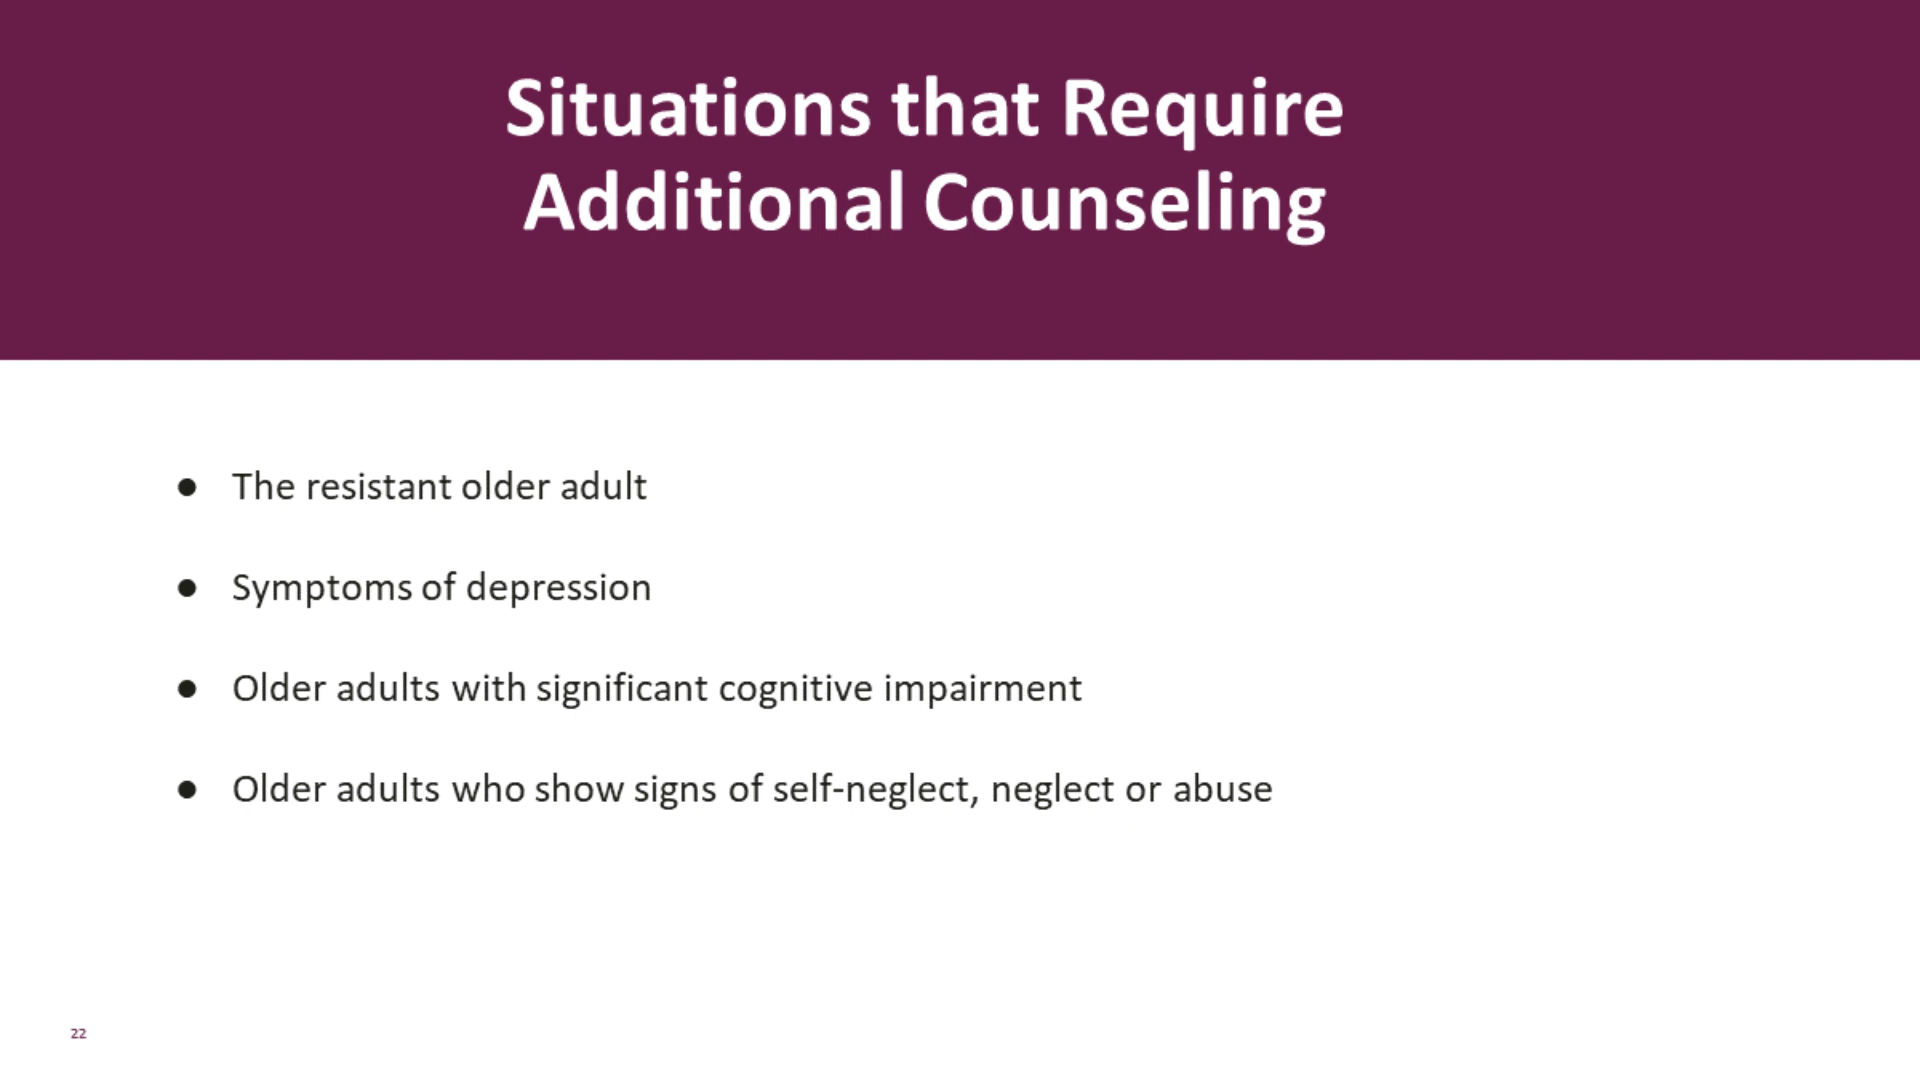 Situations that Require
Additional Counseling
● The resistant older adult
● Symptoms of depression
● Older adults with significant cognitive impairment
● Older adults who show signs of self-neglect, neglect or abuse
22